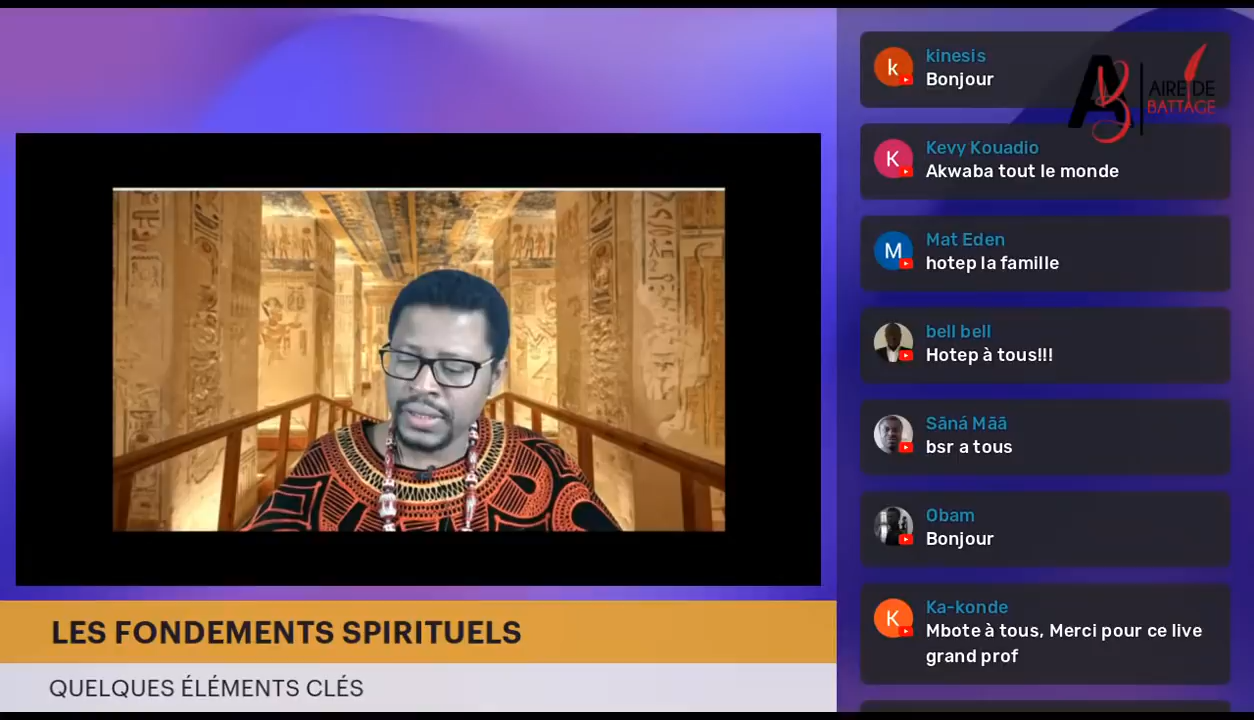 kinesis
Bonjour
AIRE DE
BATTAGE
Kevy Kouadio
Akwaba tout le monde
Mat Eden
hotep la famille
bell bell
Hotep à tous!!!
Sāná Māā
bsr a tous
Obam
Bonjour
Ka-konde
Mbote à tous, Merci pour ce live
grand prof
LES FONDEMENTS SPIRITUELS
QUELQUES ÉLÉMENTS CLÉS
k
K
M
K
AB